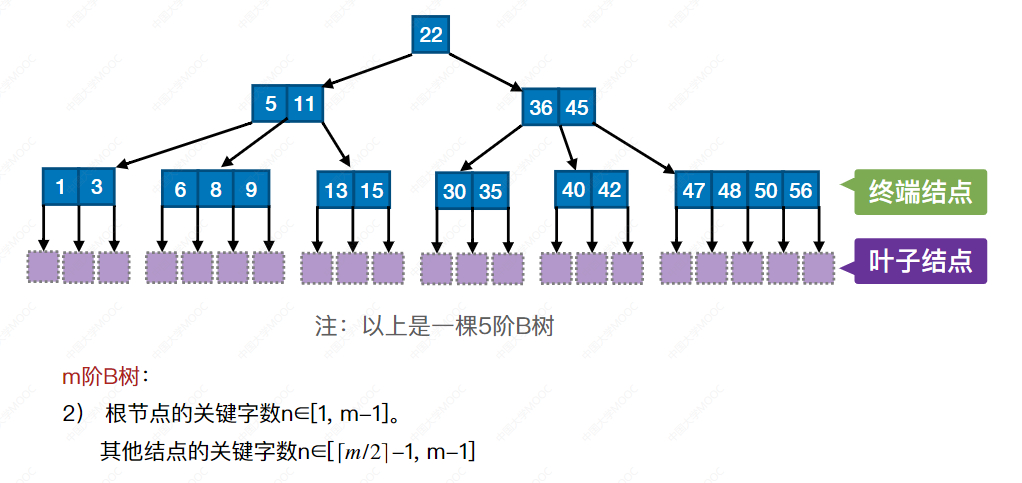 22
5 11
36 45
1 3
6 8 9
13 15
30 35
40 42
47 48 50 56
终端结点
叶子结点
注：以上是一棵5阶B树
m阶B树：
2） 根节点的关键字数n∈[1, m–1]。
其他结点的关键字数n∈[⌈m/2⌉–1, m–1]